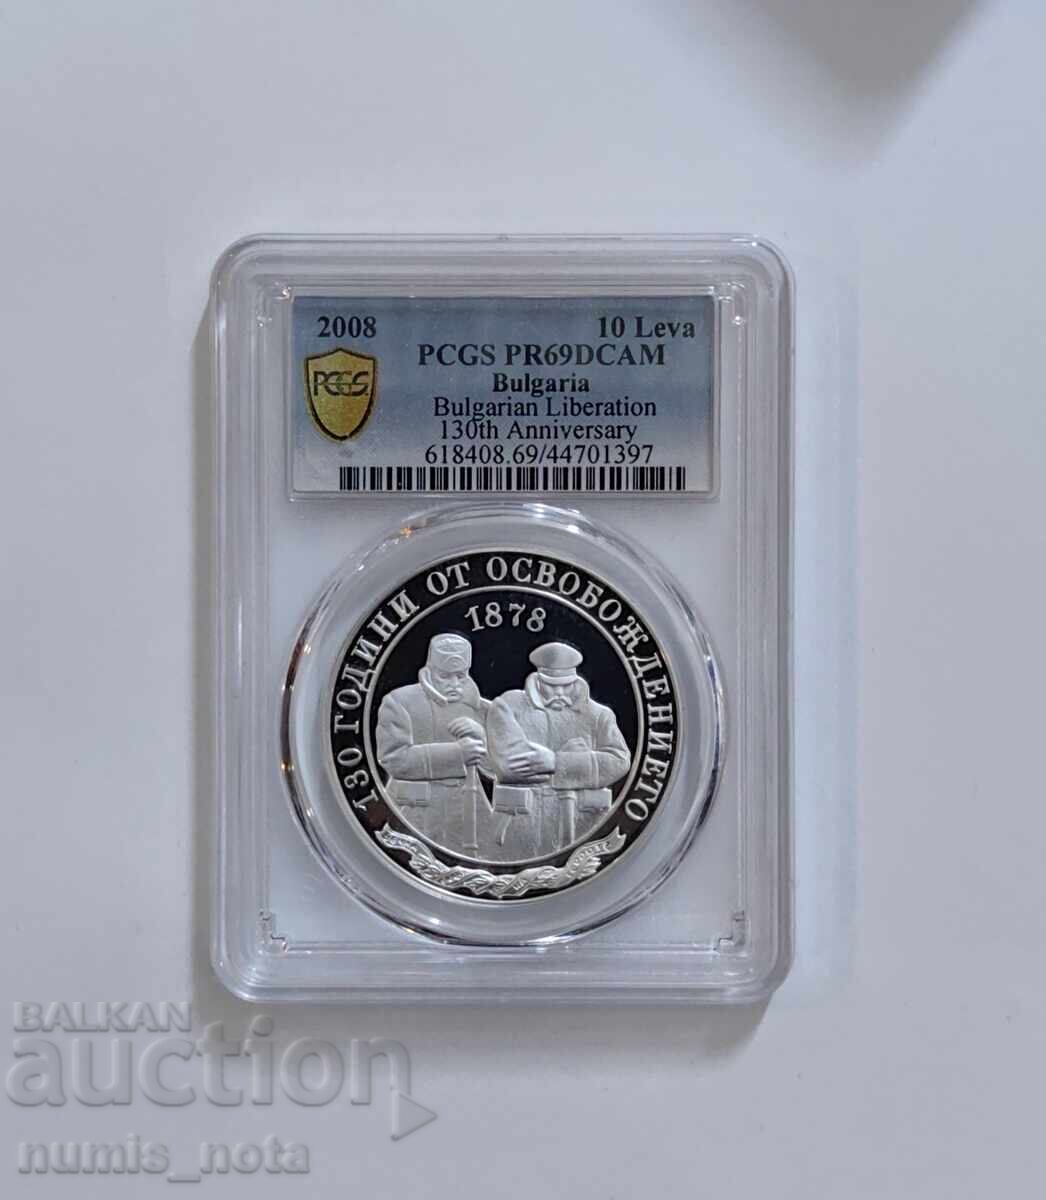 2008 10 Leva
PCGS PR69DCAM
Bulgaria
Bulgarian Liberation
130th Anniversary
618408.69/44701397
PCGS
130 ГОДИНИ ОТ ОСВОБОЖДЕНИЕТО
1878
BALKAN
auction
numis_nota